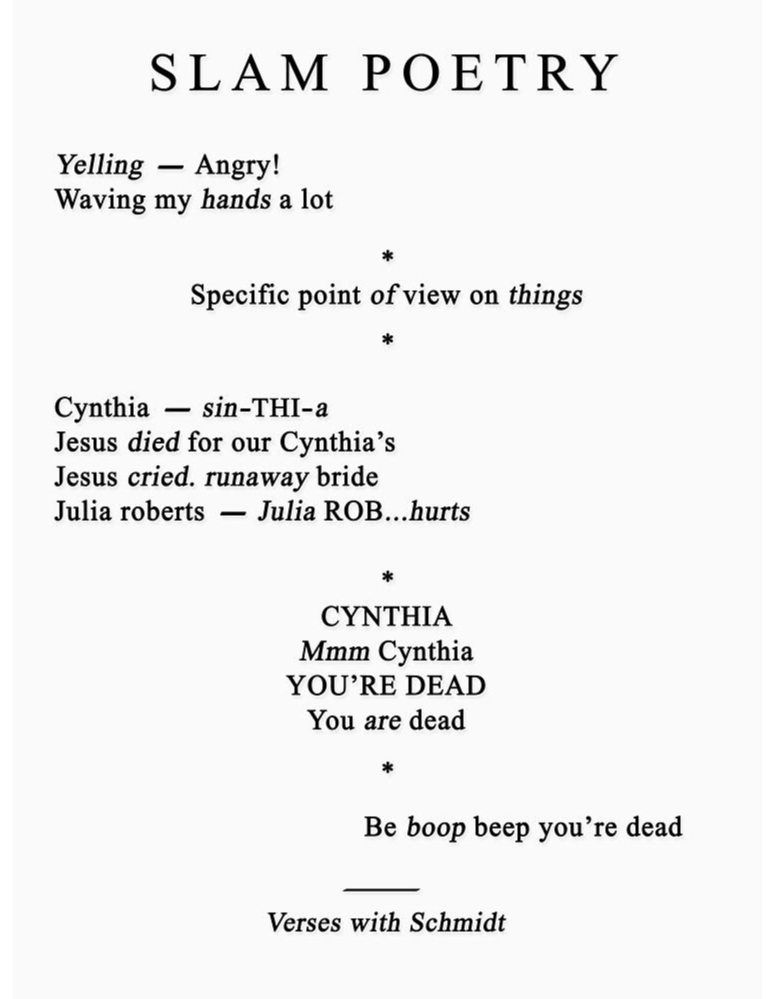 SLAM POETRY
Yelling — Angry!
Waving my hands a lot
*
Specific point of view on things
*
Cynthia — sin-THI-a
Jesus died for our Cynthia’s
Jesus cried. runaway bride
Julia roberts — Julia ROB...hurts
*
CYNTHIA
Mmm Cynthia
YOU’RE DEAD
You are dead
*
Be boop beep you’re dead
Verses with Schmidt